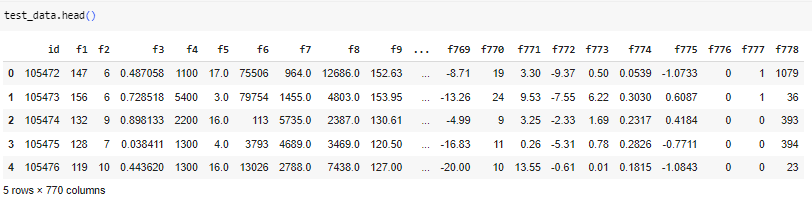 test_data.head()
id f1 f2 f3 f4 f5 f6 f7 f8 f9 ... f769 f770 f771 f772 f773 f774 f775 f776 f777 f778
0 105472 147 6 0.487058 1100 17.0 75506 964.0 12686.0 152.63 ... -8.71 19 3.30 -9.37 0.50 0.0539 -1.0733 0 1 1079
1 105473 156 6 0.728518 5400 3.0 79754 1455.0 4803.0 153.95 ... -13.26 24 9.53 -7.55 6.22 0.3030 0.6087 0 1 36
2 105474 132 9 0.898133 2200 16.0 113 5735.0 2387.0 130.61 ... -4.99 9 3.25 -2.33 1.69 0.2317 0.4184 0 0 393
3 105475 128 7 0.038411 1300 4.0 3793 4689.0 3469.0 120.50 ... -16.83 11 0.26 -5.31 0.78 0.2826 -0.7711 0 0 394
4 105476 119 10 0.443620 1300 16.0 13026 2788.0 7438.0 127.00 ... -20.00 10 13.55 -0.61 0.01 0.1815 -1.0843 0 0 23
5 rows × 770 columns